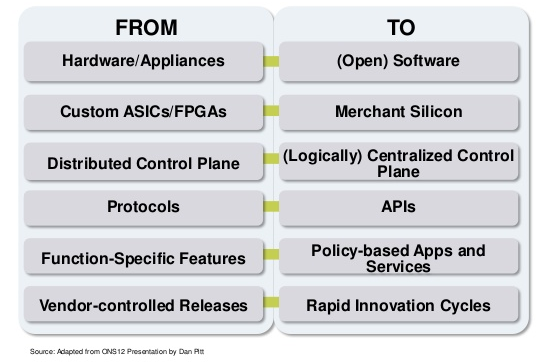 FROM
TO
Hardware/Appliances
(Open) Software
Custom ASICs/FPGAs
Merchant Silicon
Distributed Control Plane
(Logically) Centralized Control
Plane
Protocols
APIs
Function-Specific Features
Policy-based Apps and
Services
Vendor-controlled Releases
Rapid Innovation Cycles
Source: Adapted from ONS12 Presentation by Dan Pitt